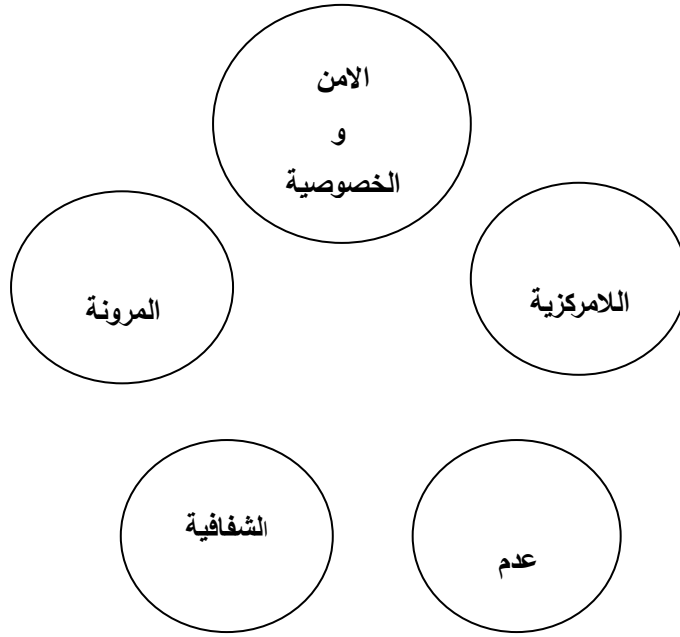 الامن
و
الخصوصية
اللامركزية
المرونة
الشفافية
عدم